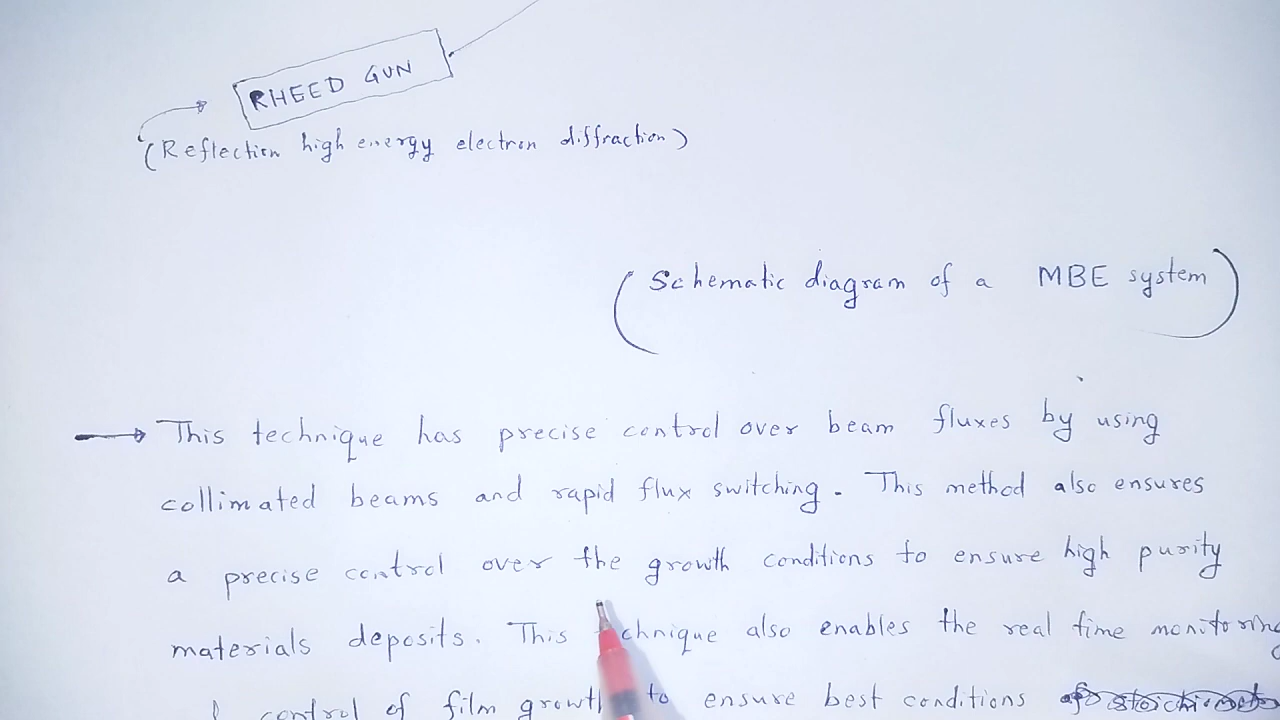 RHEED GUN
(Reflection high energy electron diffraction)
(Schematic diagram of a MBE system)
This technique has precise control over beam fluxes by using
collimated beams and rapid flux switching. This method also ensures
a precise control over the growth conditions to ensure high purity
materials deposits. This technique also enables the real time monitoring
control of film growth to ensure best conditions